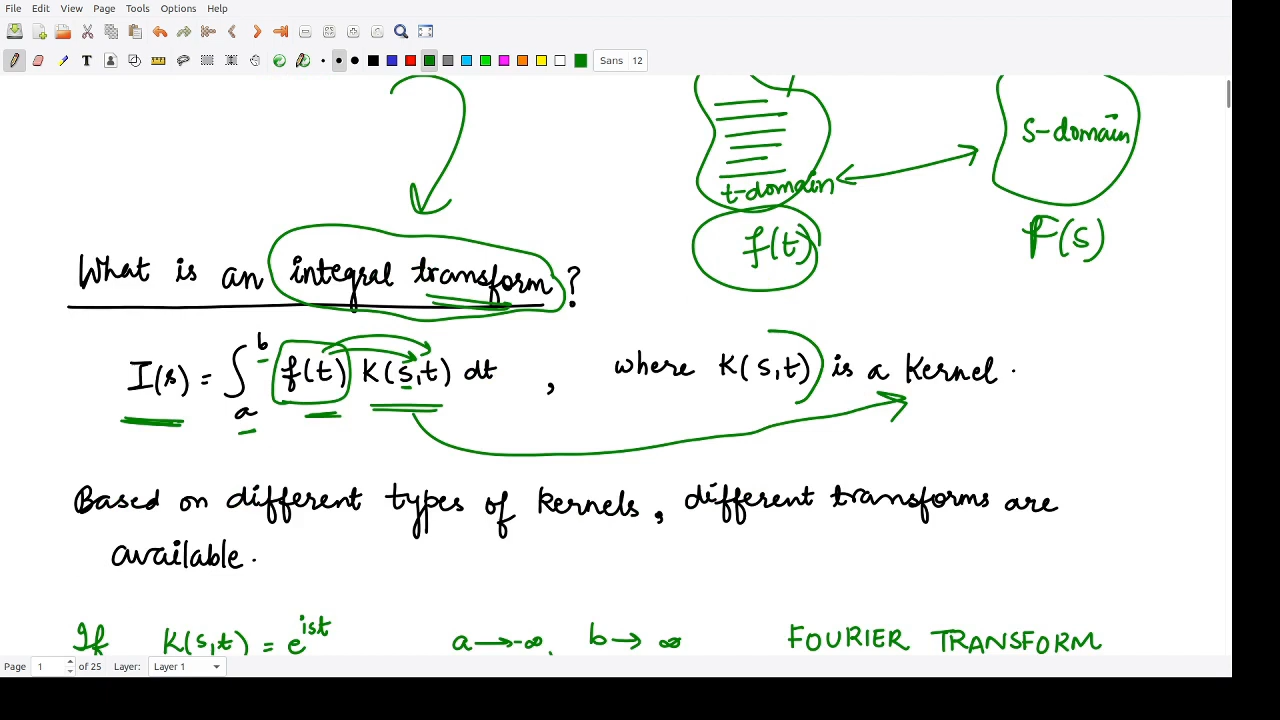 File Edit View Page Tools Options Help
T Sans 12
s-domain
t-domain
f(t) F(s)
What is an integral transform?
I(s) = ∫_a^b f(t) K(s,t) dt , where K(s,t) is a Kernel.
Based on different types of kernels, different transforms are
available.
If K(s,t) = e^{ist} a → -∞, b → ∞ FOURIER TRANSFORM
Page 1 of 25 Layer: Layer 1